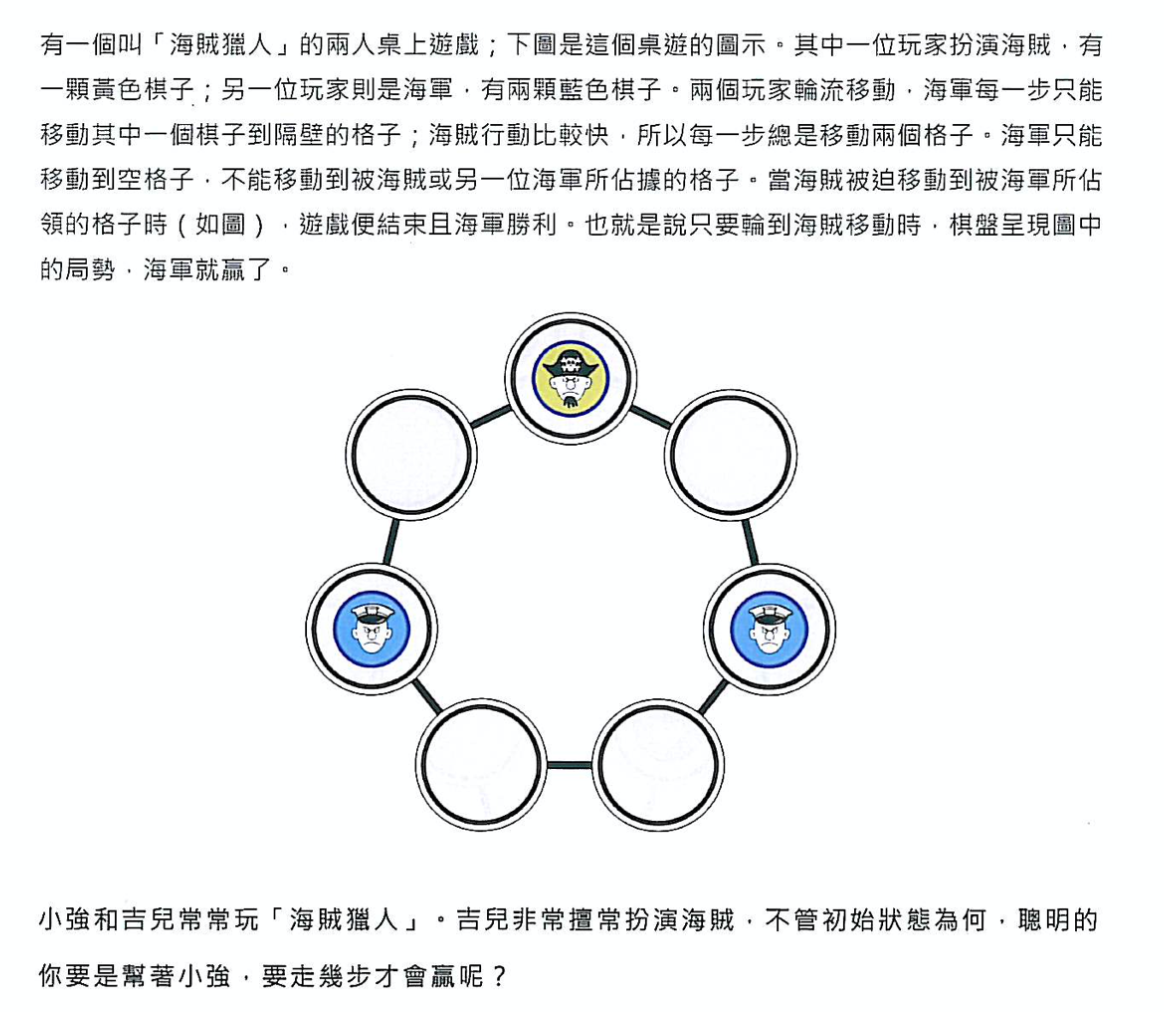 有一個叫「海賊獵人」的兩人桌上遊戲；下圖是這個桌遊的圖示。其中一位玩家扮演海賊，有
一顆黃色棋子；另一位玩家則是海軍，有兩顆藍色棋子。兩個玩家輪流移動，海軍每一步只能
移動其中一個棋子到隔壁的格子；海賊行動比較快，所以每一步總是移動兩個格子。海軍只能
移動到空格子，不能移動到被海賊或另一位海軍所佔據的格子。當海賊被迫移動到被海軍所佔
領的格子時（如圖），遊戲便結束且海軍勝利。也就是說只要輪到海賊移動時，棋盤呈現圖中
的局勢，海軍就贏了。
小強和吉兒常常玩「海賊獵人」。吉兒非常擅常扮演海賊，不管初始狀態為何，聰明的
你要是幫著小強，要走幾步才會贏呢？